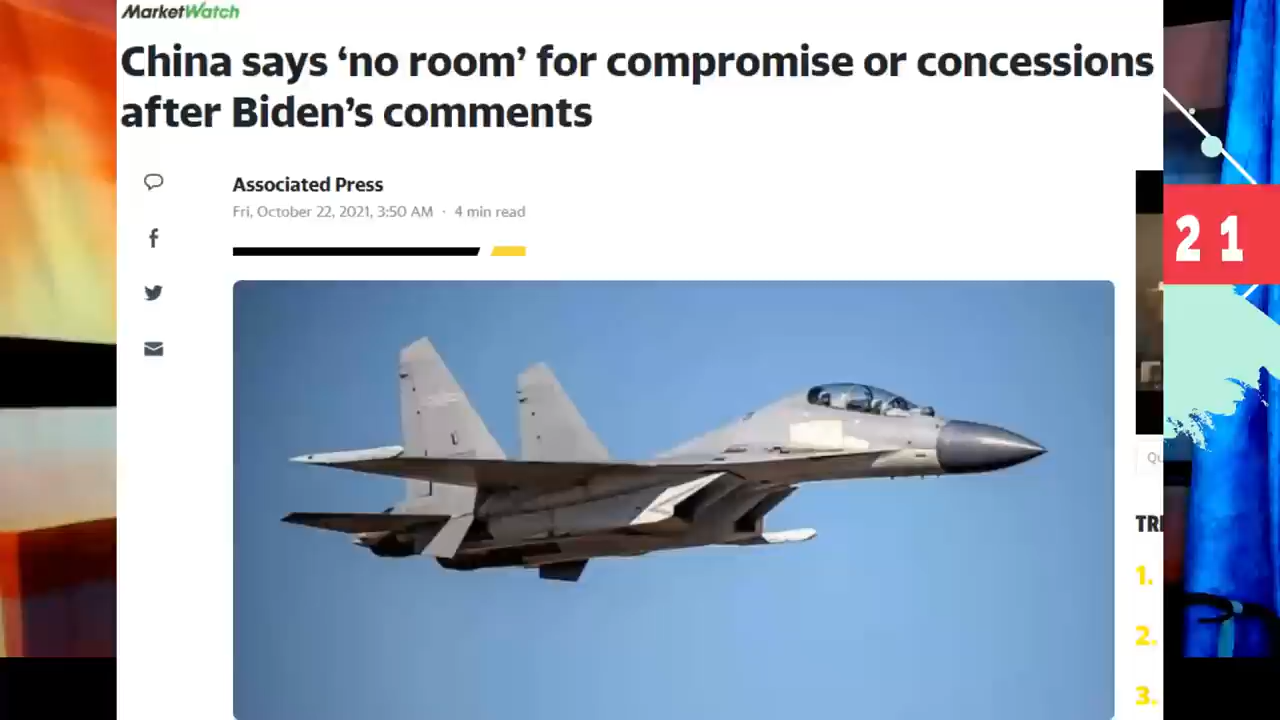 MarketWatch
China says ‘no room’ for compromise or concessions
after Biden’s comments
Associated Press
Fri, October 22, 2021, 3:50 AM · 4 min read
21
1.
2.
3.